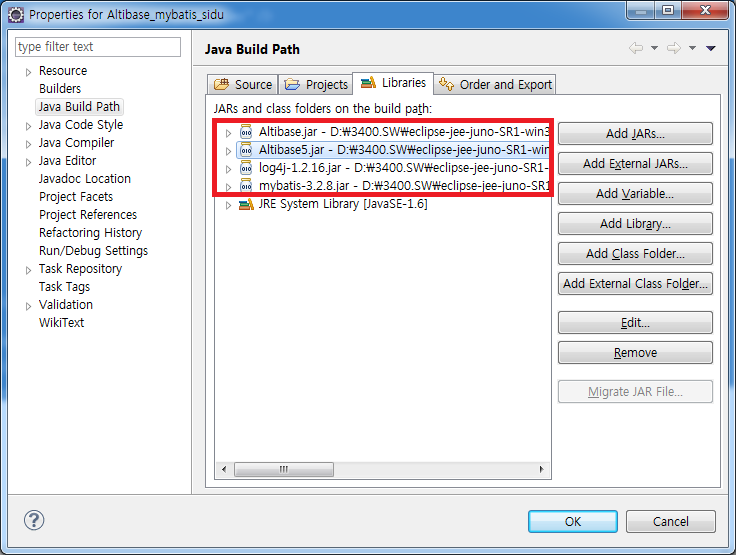 Properties for Altibase_mybatis_sidu
type filter text
Resource
Builders
Java Build Path
Java Code Style
Java Compiler
Java Editor
Javadoc Location
Project Facets
Project References
Refactoring History
Run/Debug Settings
Task Repository
Task Tags
Validation
WikiText
Java Build Path
Source Projects Libraries Order and Export
JARs and class folders on the build path:
Altibase.jar - D:₩3400.SW₩eclipse-jee-juno-SR1-win3
Altibase5.jar - D:₩3400.SW₩eclipse-jee-juno-SR1-win
log4j-1.2.16.jar - D:₩3400.SW₩eclipse-jee-juno-SR1-
mybatis-3.2.8.jar - D:₩3400.SW₩eclipse-jee-juno-SR1
JRE System Library [JavaSE-1.6]
Add JARs...
Add External JARs...
Add Variable...
Add Library...
Add Class Folder...
Add External Class Folder...
Edit...
Remove
Migrate JAR File...
OK Cancel